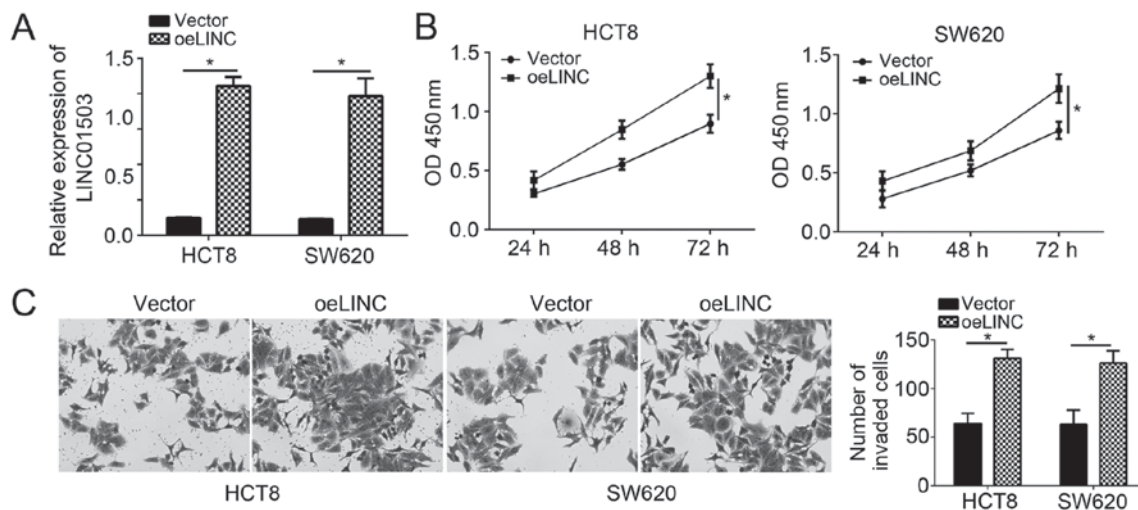 A
Vector
oeLINC
Relative expression of
LINC01503
1.5
1.0
0.5
0.0
*
*
HCT8
SW620
B
HCT8
Vector
oeLINC
OD 450 nm
1.5
1.0
0.5
0.0
*
24 h
48 h
72 h
SW620
Vector
oeLINC
OD 450 nm
1.5
1.0
0.5
0.0
*
24 h
48 h
72 h
C
Vector
oeLINC
Vector
oeLINC
HCT8
SW620
Vector
oeLINC
Number of
invaded cells
150
100
50
0
*
*
HCT8
SW620